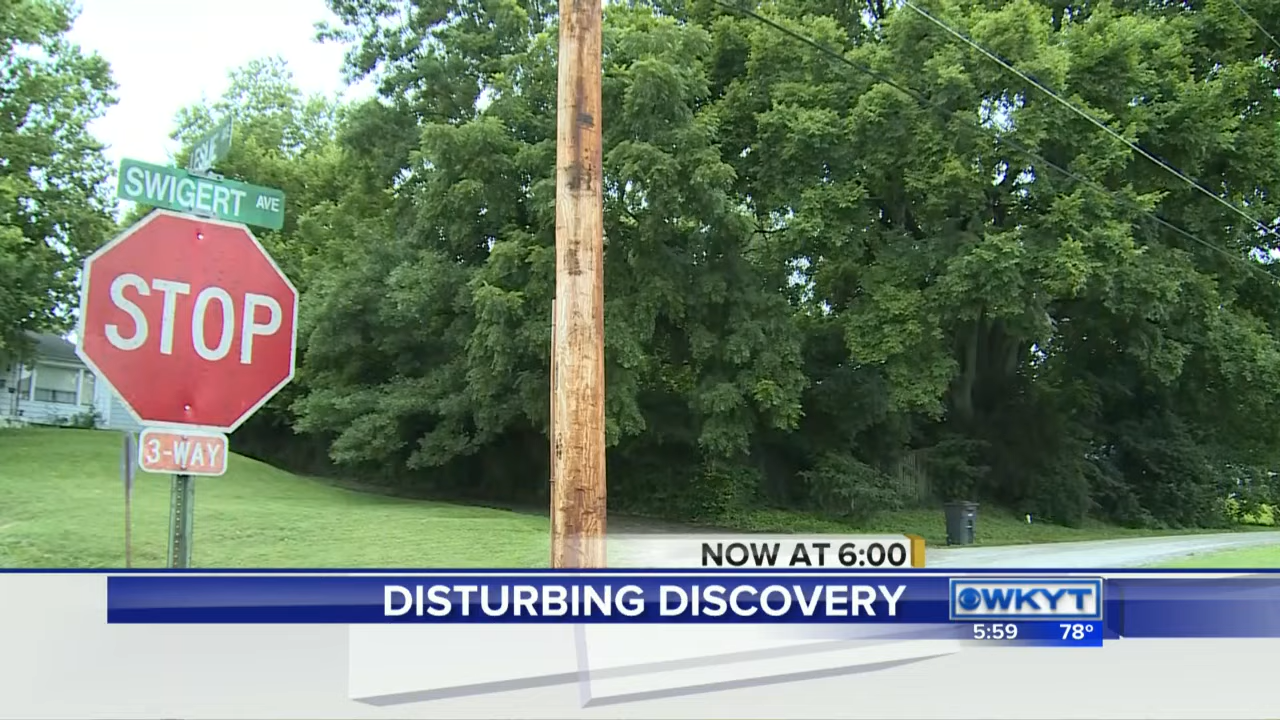 SWIGERT AVE
STOP
3-WAY
NOW AT 6:00
DISTURBING DISCOVERY
WKYT
5:59 78°